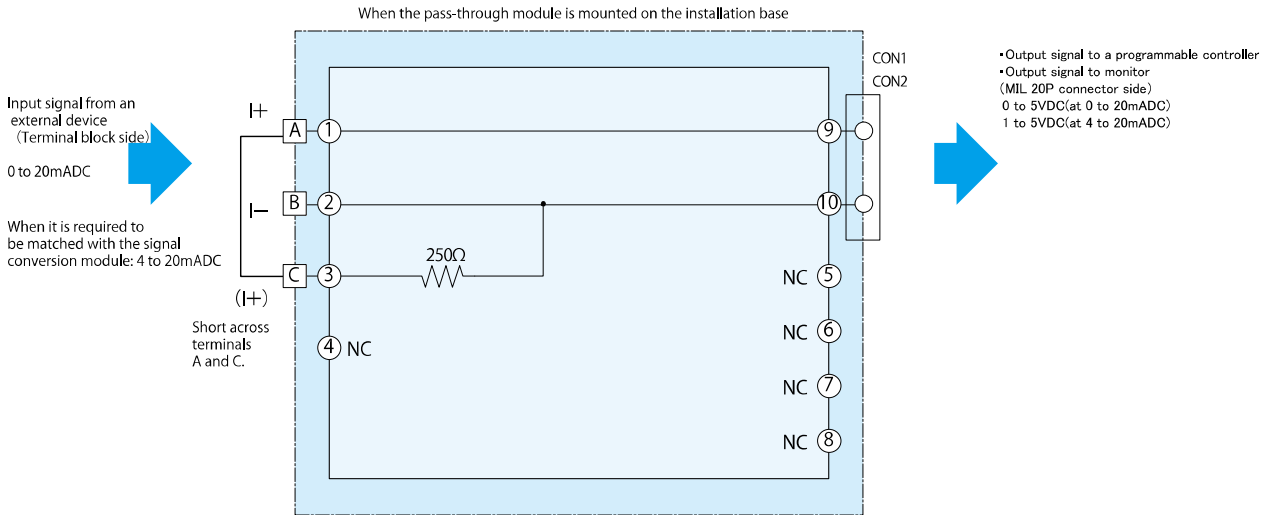 When the pass-through module is mounted on the installation base
CON1
CON2
▪Output signal to a programmable controller
▪Output signal to monitor
(MIL 20P connector side)
0 to 5VDC(at 0 to 20mADC)
1 to 5VDC(at 4 to 20mADC)
Input signal from an
external device
(Terminal block side)
0 to 20mADC
When it is required to
be matched with the signal
conversion module: 4 to 20mADC
I+
A 1
9
I−
B 2
10
250Ω
C 3
(I+)
NC 5
Short across
terminals
A and C.
4 NC
NC 6
NC 7
NC 8